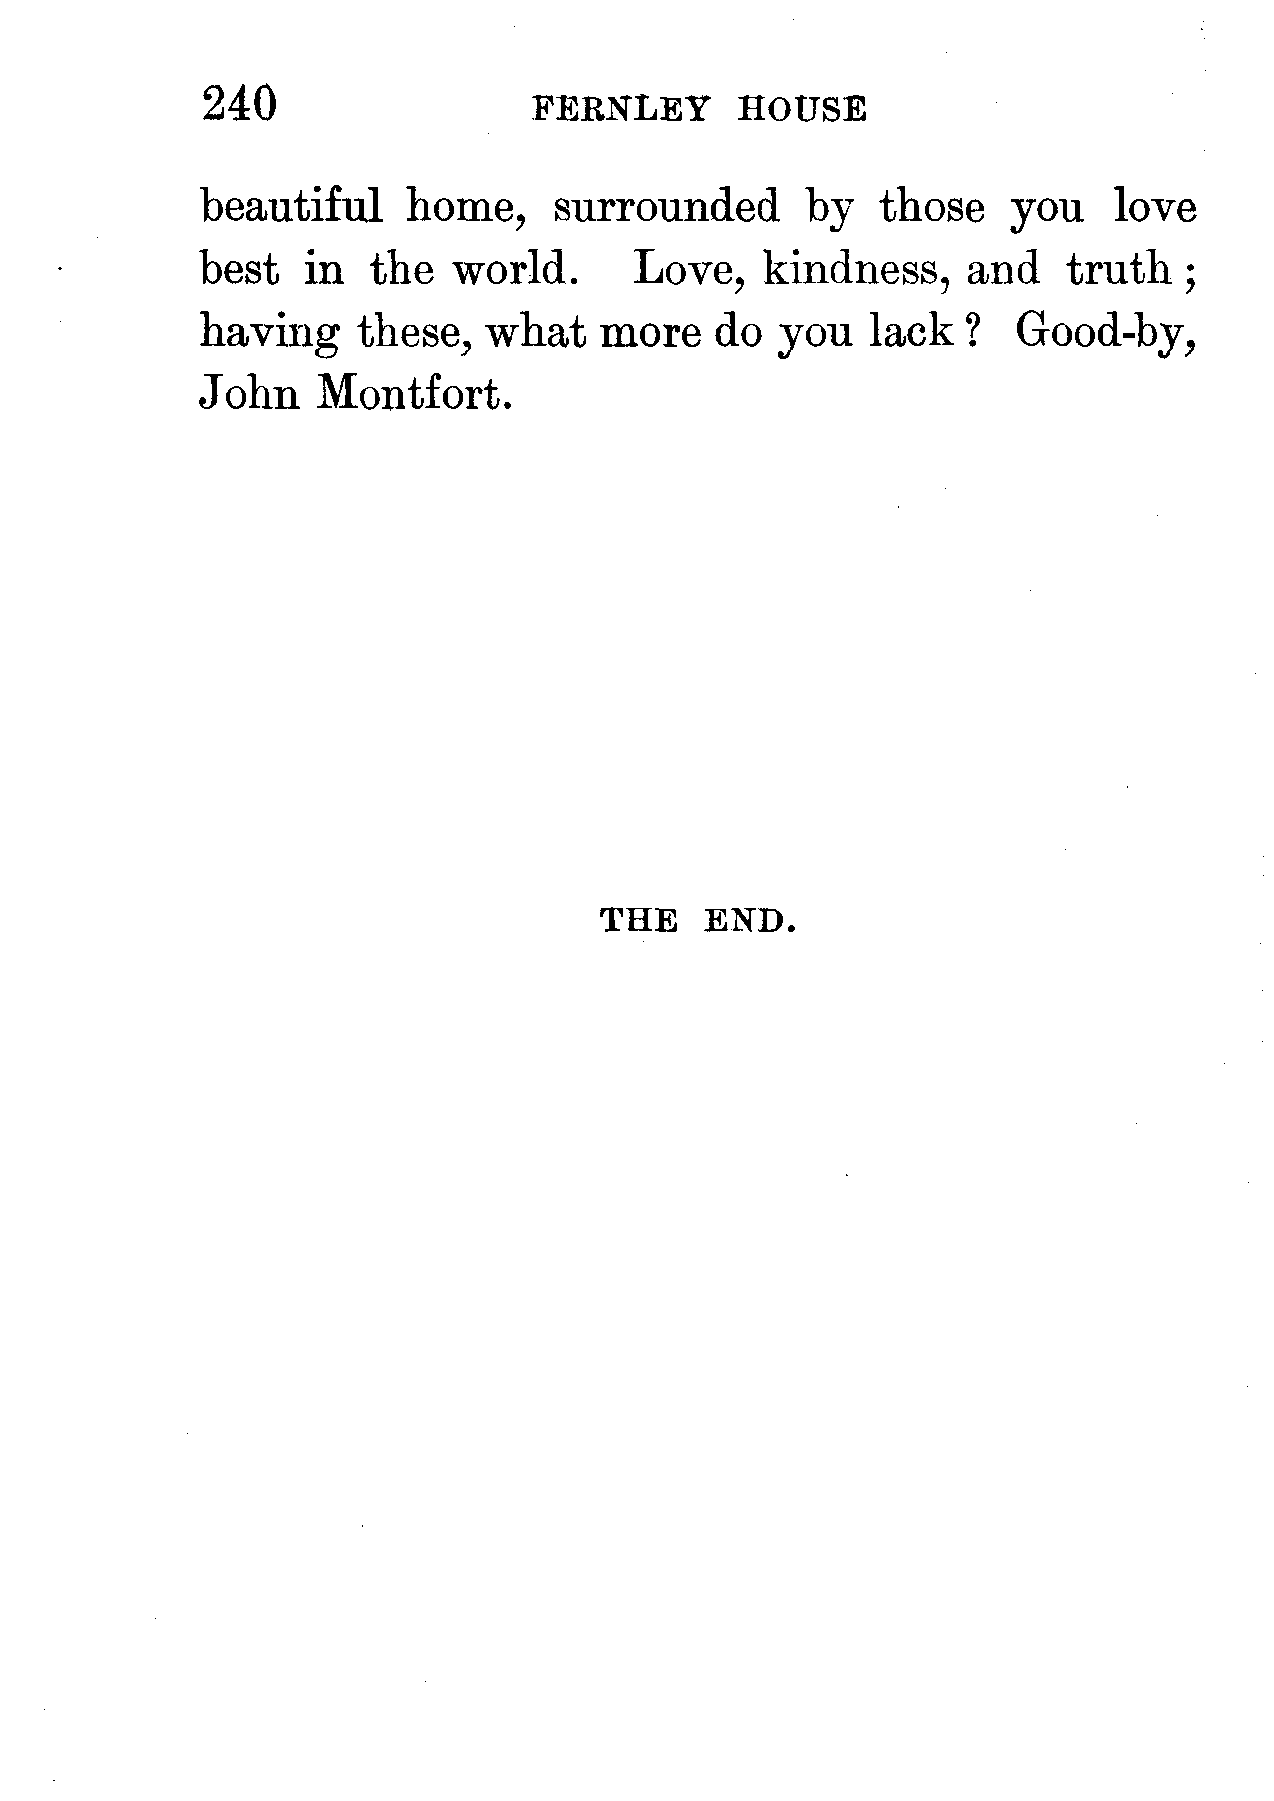 240 FERNLEY HOUSE
beautiful home, surrounded by those you love
best in the world. Love, kindness, and truth ;
having these, what more do you lack ? Good-by,
John Montfort.
THE END.